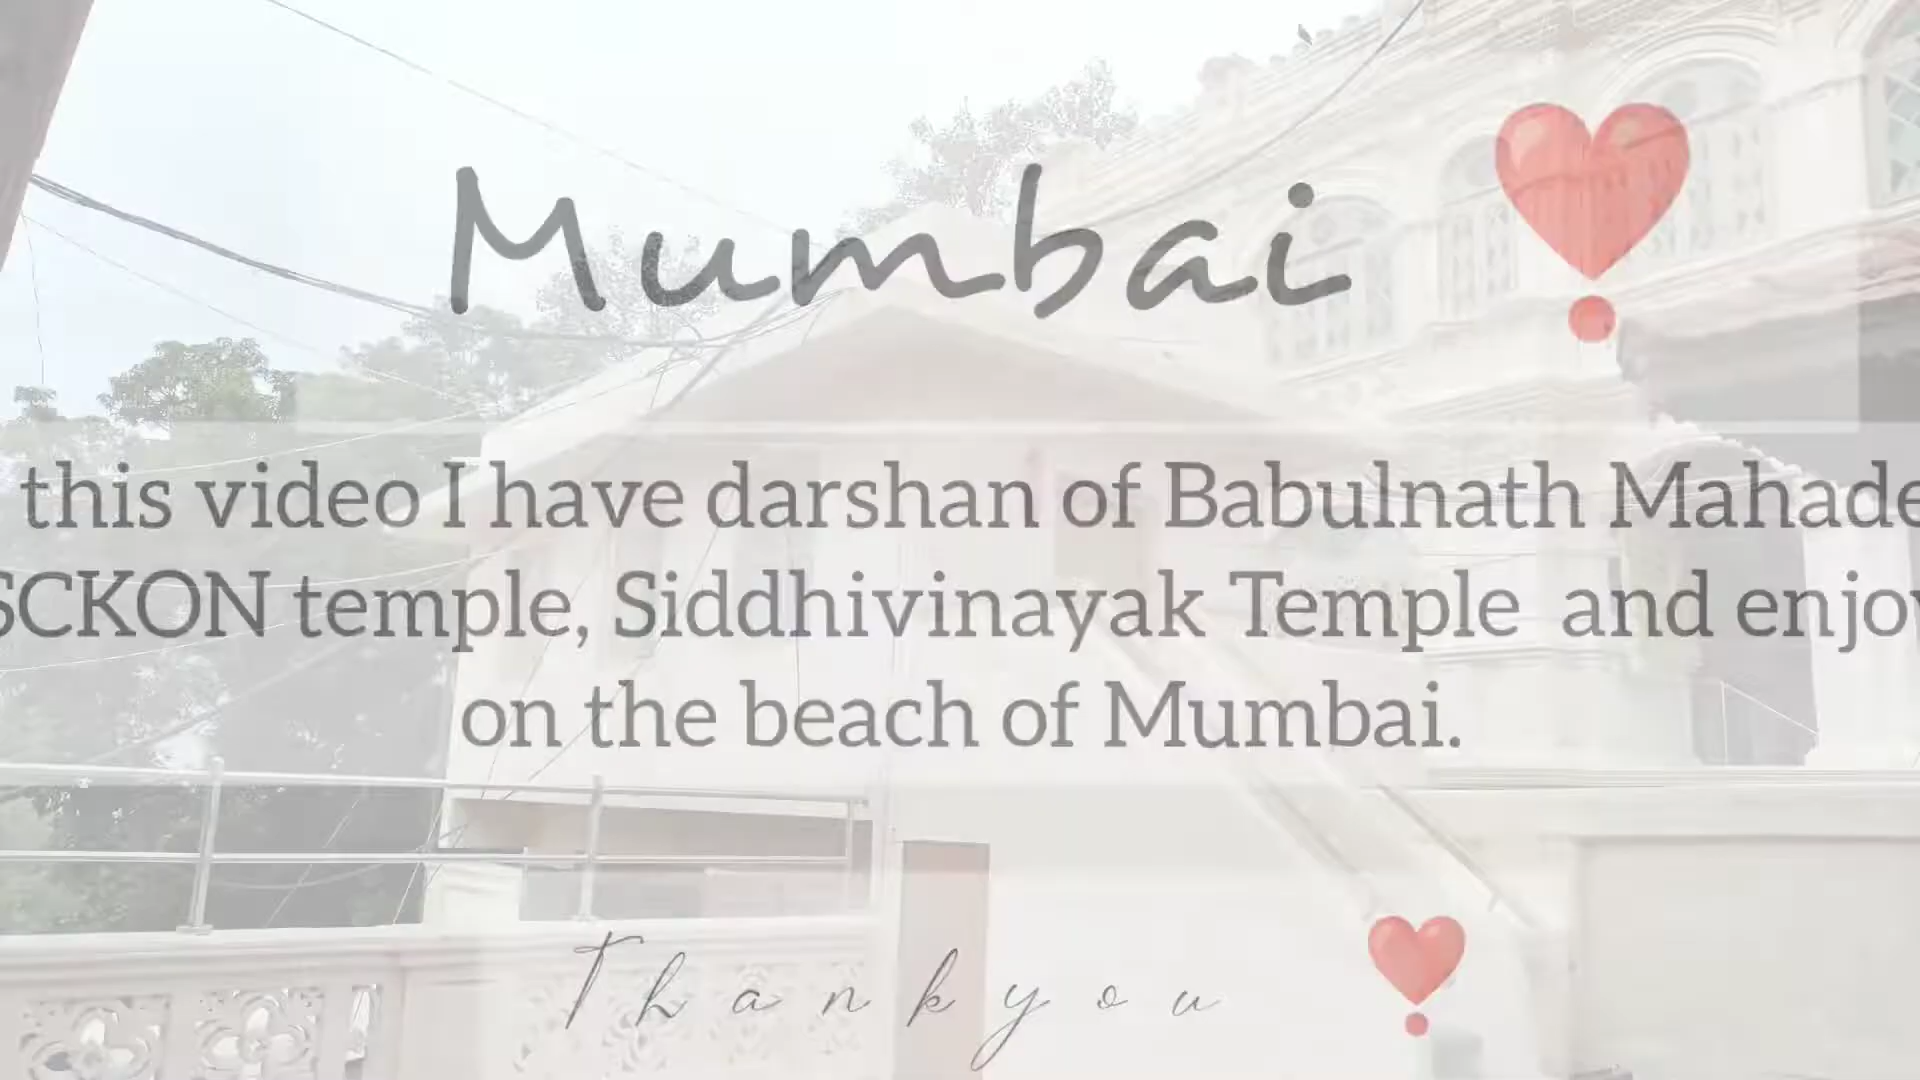 Mumbai ❣
this video I have darshan of Babulnath Mahade
SCKON temple, Siddhivinayak Temple and enjoy
on the beach of Mumbai.
Thankyou ❣